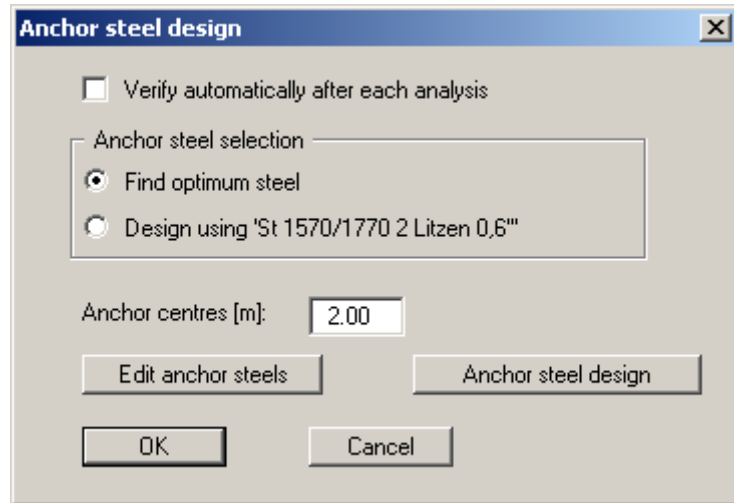 Anchor steel design
Verify automatically after each analysis
Anchor steel selection
Find optimum steel
Design using 'St 1570/1770 2 Litzen 0,6"'
Anchor centres [m]: 2.00
Edit anchor steels Anchor steel design
OK Cancel